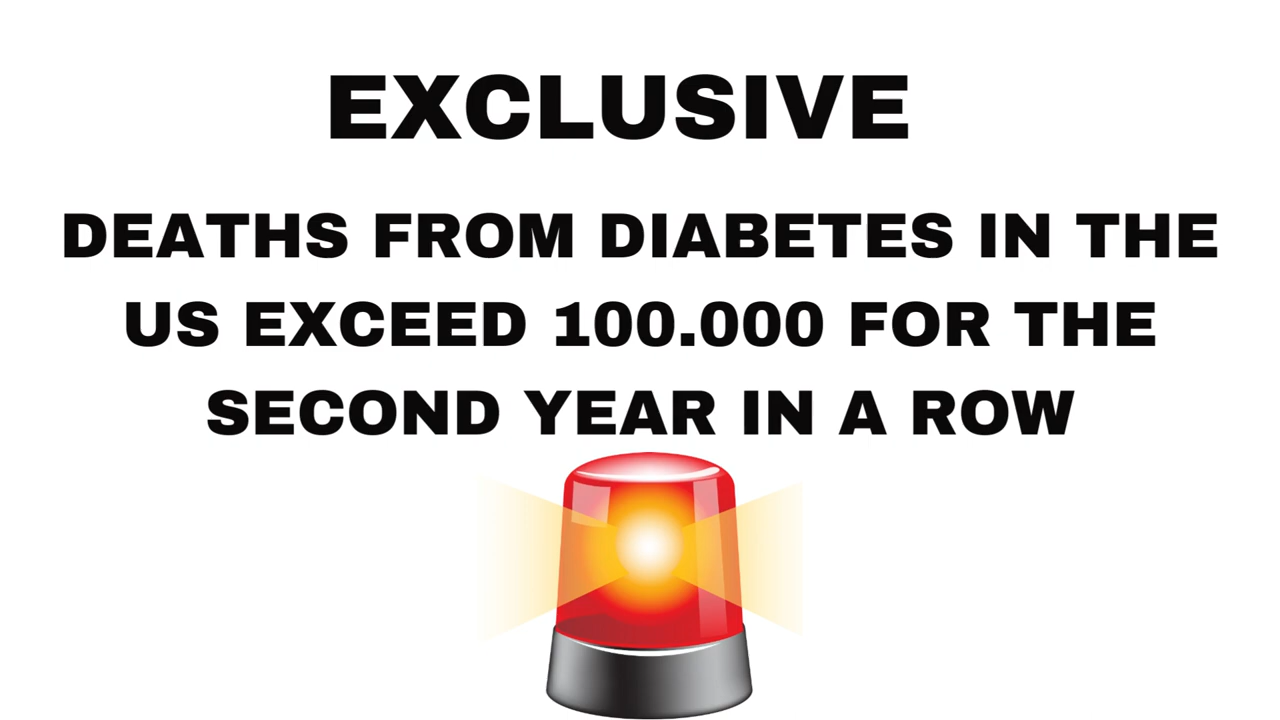 EXCLUSIVE
DEATHS FROM DIABETES IN THE
US EXCEED 100.000 FOR THE
SECOND YEAR IN A ROW